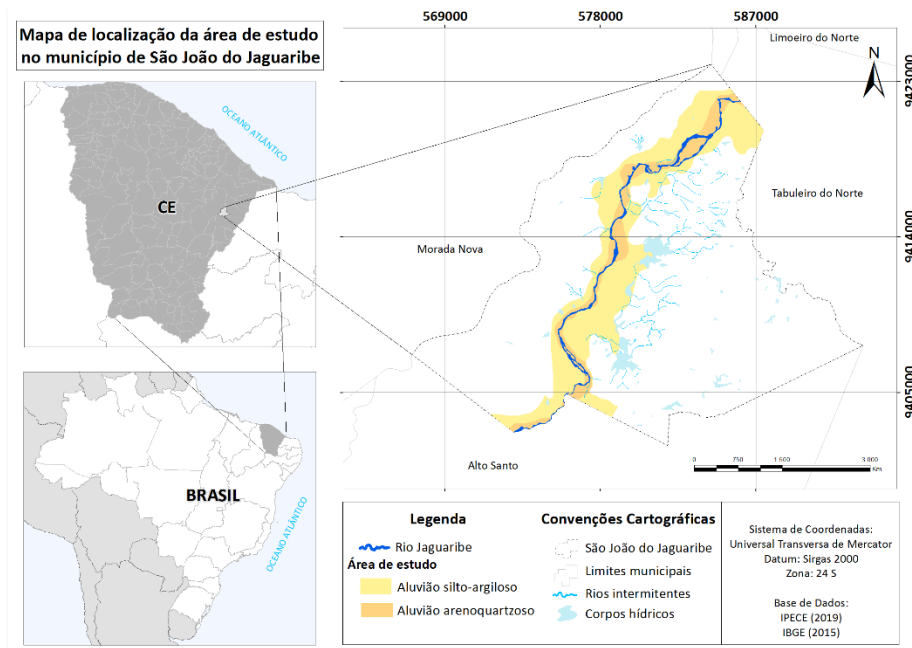 Mapa de localização da área de estudo
no município de São João do Jaguaribe
OCEANO ATLÂNTICO
CE
BRASIL
OCEANO ATLÂNTICO
569000
578000
587000
Limoeiro do Norte
N
9423000
Tabuleiro do Norte
9414000
Morada Nova
9405000
Alto Santo
0 750 1 500 3 000
Km
Legenda
Rio Jaguaribe
Área de estudo
Aluvião silto-argiloso
Aluvião arenoquartzoso
Convenções Cartográficas
São João do Jaguaribe
Limites municipais
Rios intermitentes
Corpos hídricos
Sistema de Coordenadas:
Universal Transversa de Mercator
Datum: Sirgas 2000
Zona: 24 S
Base de Dados:
IPECE (2019)
IBGE (2015)